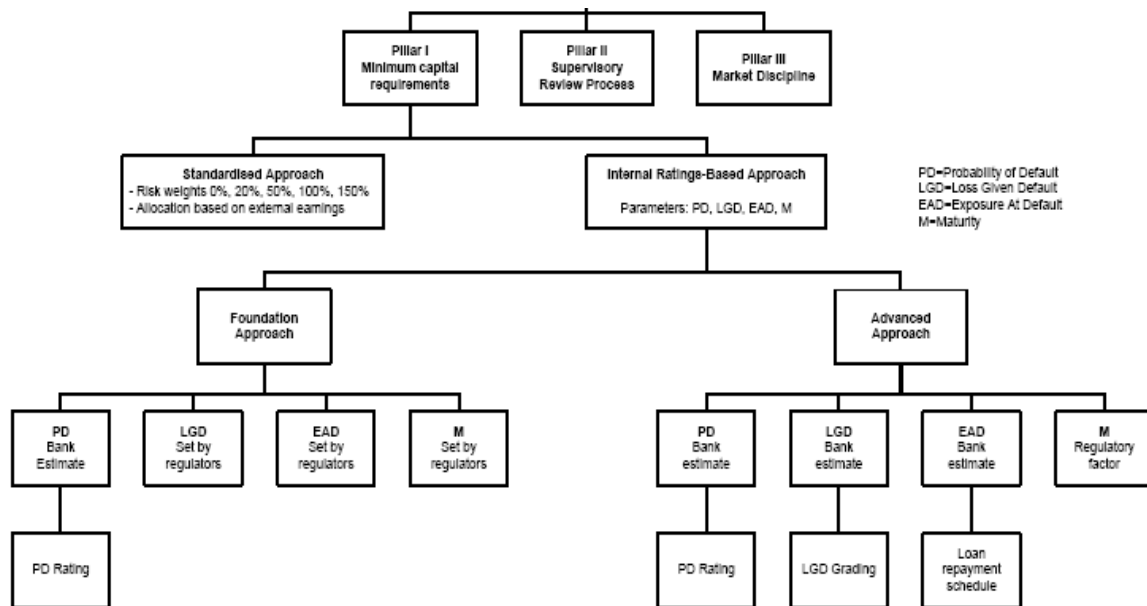 Pillar I
Minimum capital
requirements
Pillar II
Supervisory
Review Process
Pillar III
Market Discipline
Standardised Approach
- Risk weights 0%, 20%, 50%, 100%, 150%
- Allocation based on external earnings
Internal Ratings-Based Approach
Parameters: PD, LGD, EAD, M
PD=Probability of Default
LGD=Loss Given Default
EAD=Exposure At Default
M=Maturity
Foundation
Approach
Advanced
Approach
PD
Bank
Estimate
LGD
Set by
regulators
EAD
Set by
regulators
M
Set by
regulators
PD
Bank
estimate
LGD
Bank
estimate
EAD
Bank
estimate
M
Regulatory
factor
PD Rating
PD Rating
LGD Grading
Loan
repayment
schedule